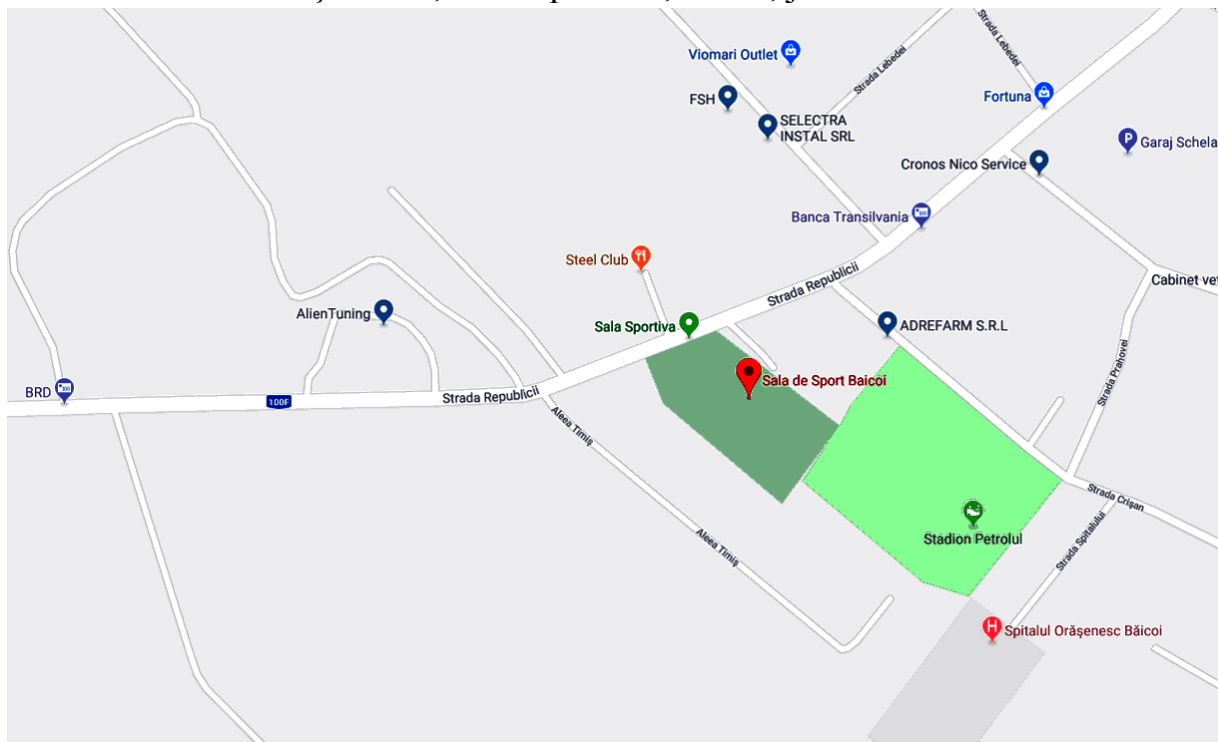 Viomari Outlet
Strada Lebedei
Strada Lebedei
FSH
SELECTRA
INSTAL SRL
Fortuna
Garaj Schela
Cronos Nico Service
Banca Transilvania
Steel Club
Strada Republicii
Cabinet vet
AlienTuning
Sala Sportiva
ADREFARM S.R.L
Strada Prahovei
BRD
100F
Strada Republicii
Sala de Sport Baicoi
Aleea Timiș
Strada Crișan
Aleea Timiș
Stadion Petrolul
Strada Spitalului
H
Spitalul Orășenesc Băicoi
P